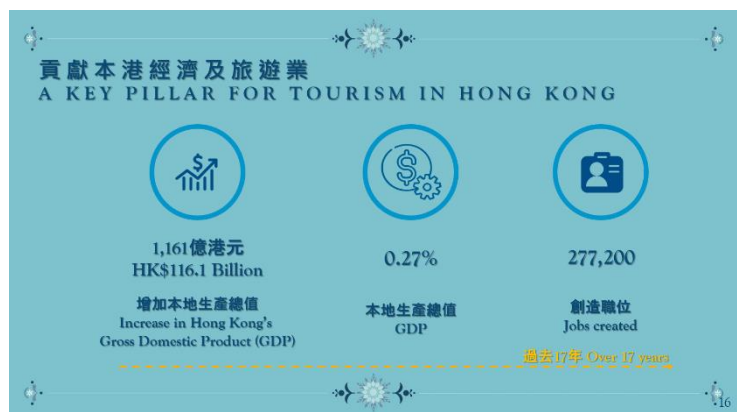 貢獻本港經濟及旅遊業
A KEY PILLAR FOR TOURISM IN HONG KONG
1,161億港元
HK$116.1 Billion
增加本地生產總值
Increase in Hong Kong's
Gross Domestic Product (GDP)
0.27%
本地生產總值
GDP
277,200
創造職位
Jobs created
過去17年 Over 17 years
16